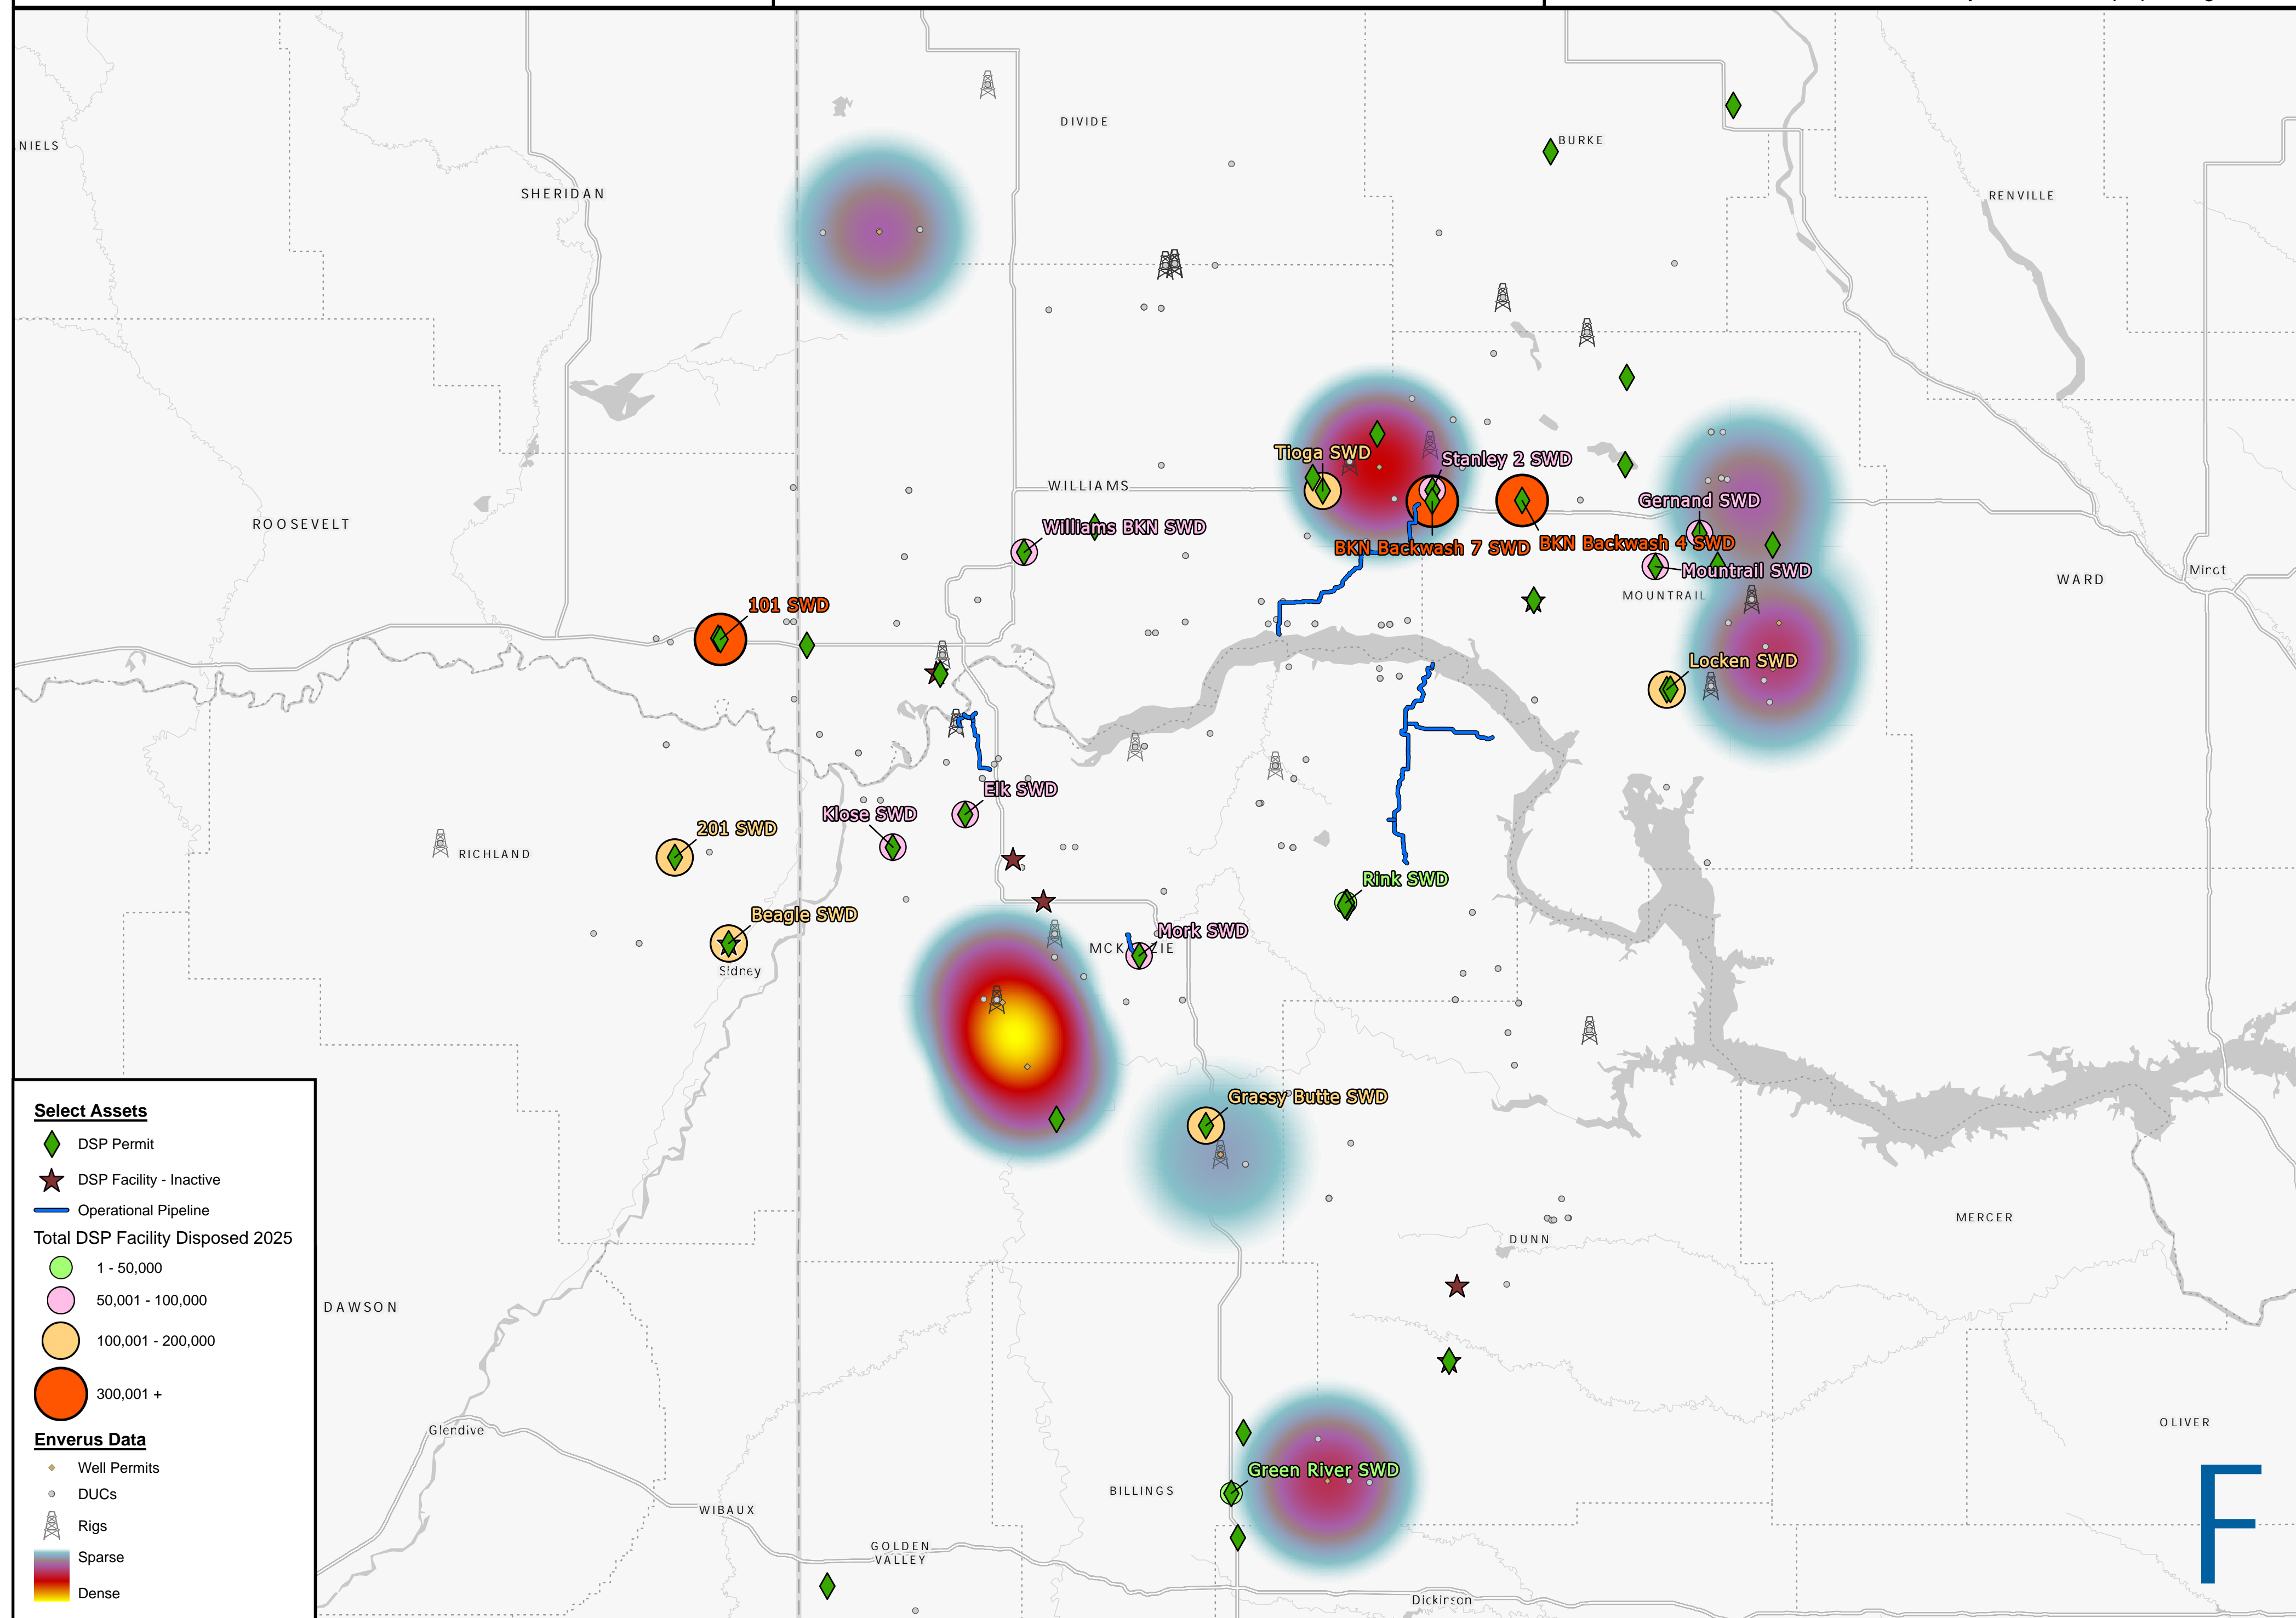 DIVIDE
BURKE
NIELS
SHERIDAN
RENVILLE
Tioga SWD
Stanley 2 SWD
WILLIAMS
Gernand SWD
ROOSEVELT
Williams BKN SWD
BKN Backwash 7 SWD
BKN Backwash 4 SWD
Mountrail SWD
Minot
WARD
MOUNTRAIL
101 SWD
Locken SWD
Elk SWD
Klose SWD
201 SWD
RICHLAND
Rink SWD
Beagle SWD
Mork SWD
MCKENZIE
Sidney
Grassy Butte SWD
MERCER
DUNN
DAWSON
Glendive
OLIVER
Green River SWD
BILLINGS
WIBAUX
GOLDEN
VALLEY
Dickinson
F
Select Assets
DSP Permit
DSP Facility - Inactive
Operational Pipeline
Total DSP Facility Disposed 2025
1 - 50,000
50,001 - 100,000
100,001 - 200,000
300,001 +
Enverus Data
Well Permits
DUCs
Rigs
Sparse
Dense